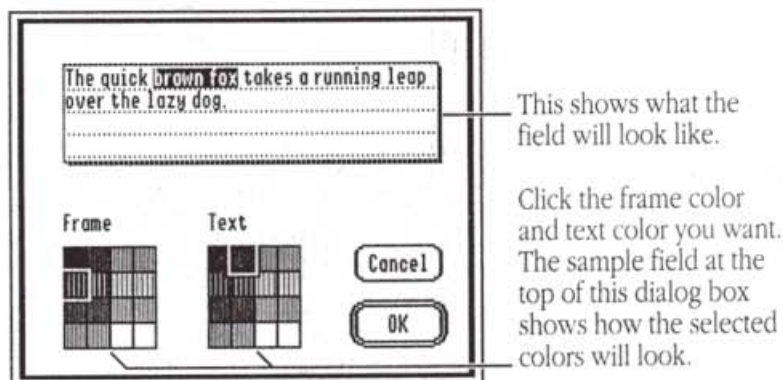 The quick brown fox takes a running leap
over the lazy dog.
This shows what the
field will look like.
Frame
Text
Cancel
OK
Click the frame color
and text color you want.
The sample field at the
top of this dialog box
shows how the selected
colors will look.